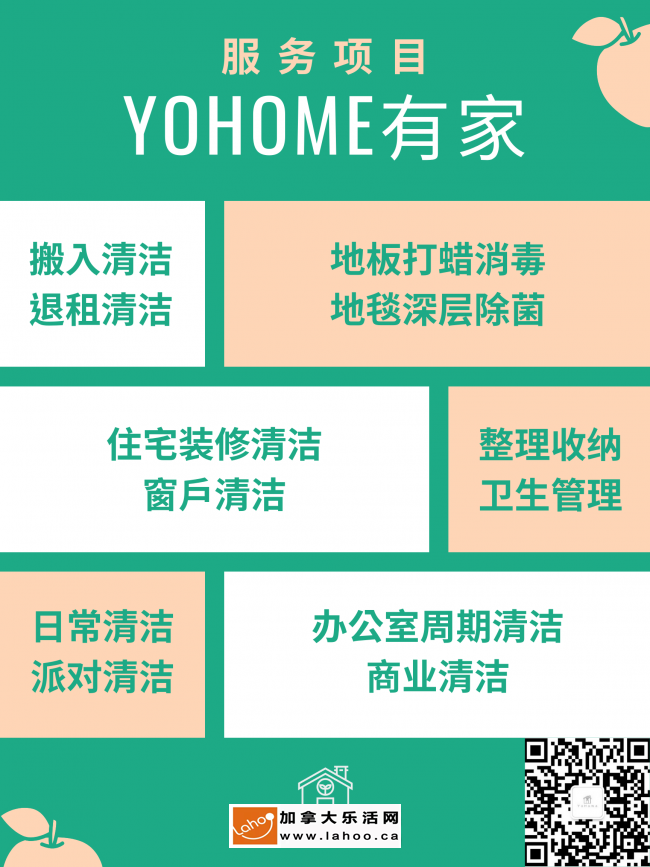 服务项目
YOHOME有家
搬入清洁
退租清洁
地板打蜡消毒
地毯深层除菌
住宅装修清洁
窗戶清洁
整理收纳
卫生管理
日常清洁
派对清洁
办公室周期清洁
商业清洁
Lahoo
加拿大乐活网
www.lahoo.ca
YOHOME